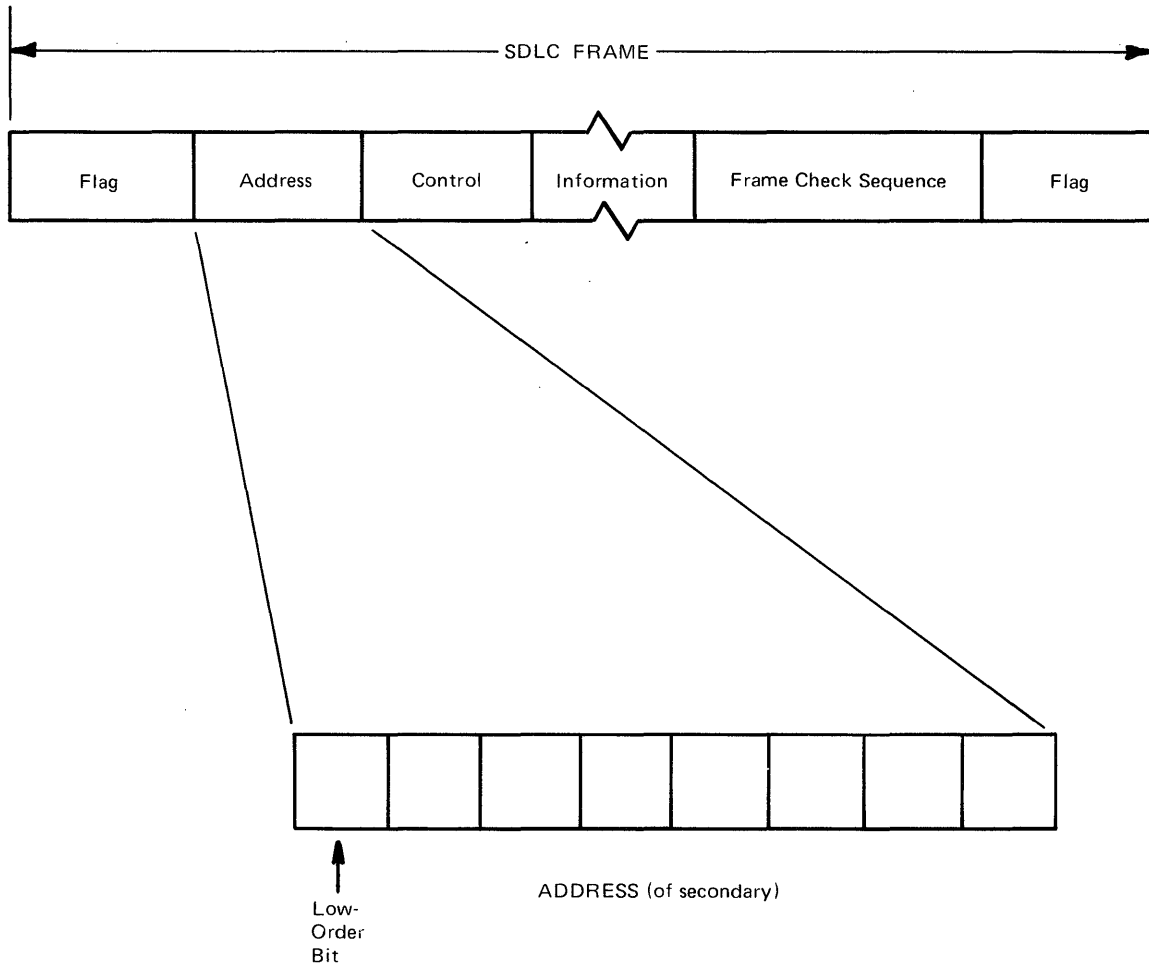 SDLC FRAME
Flag Address Control Information Frame Check Sequence Flag
ADDRESS (of secondary)
Low-
Order
Bit